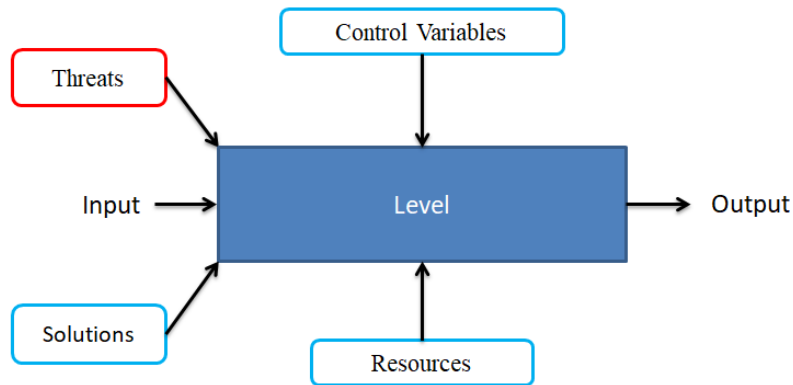 Control Variables
Threats
Input
Level
Output
Solutions
Resources